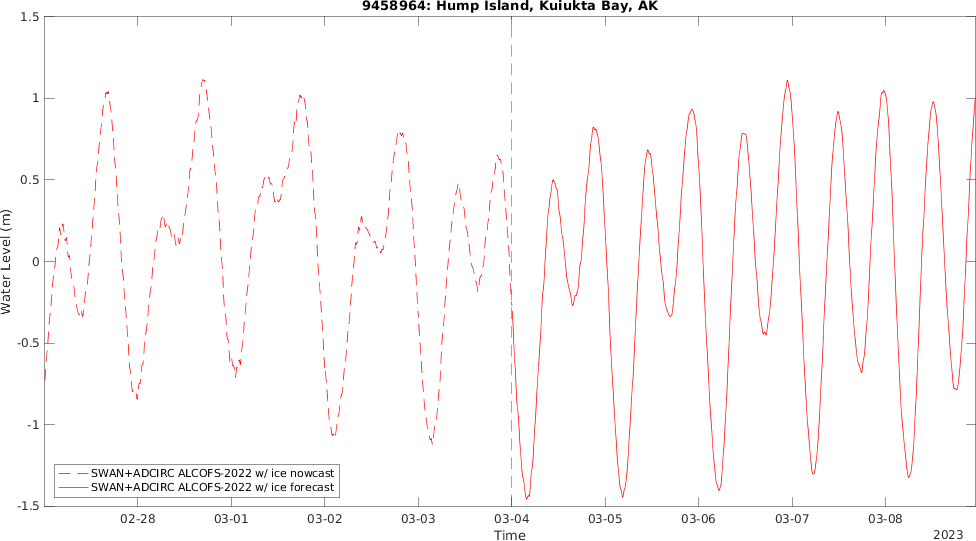 9458964: Hump Island, Kuiukta Bay, AK
Water Level (m)
1.5
1
0.5
0
-0.5
-1
-1.5
SWAN+ADCIRC ALCOFS-2022 w/ ice nowcast
SWAN+ADCIRC ALCOFS-2022 w/ ice forecast
02-28 03-01 03-02 03-03 03-04 03-05 03-06 03-07 03-08
Time
2023